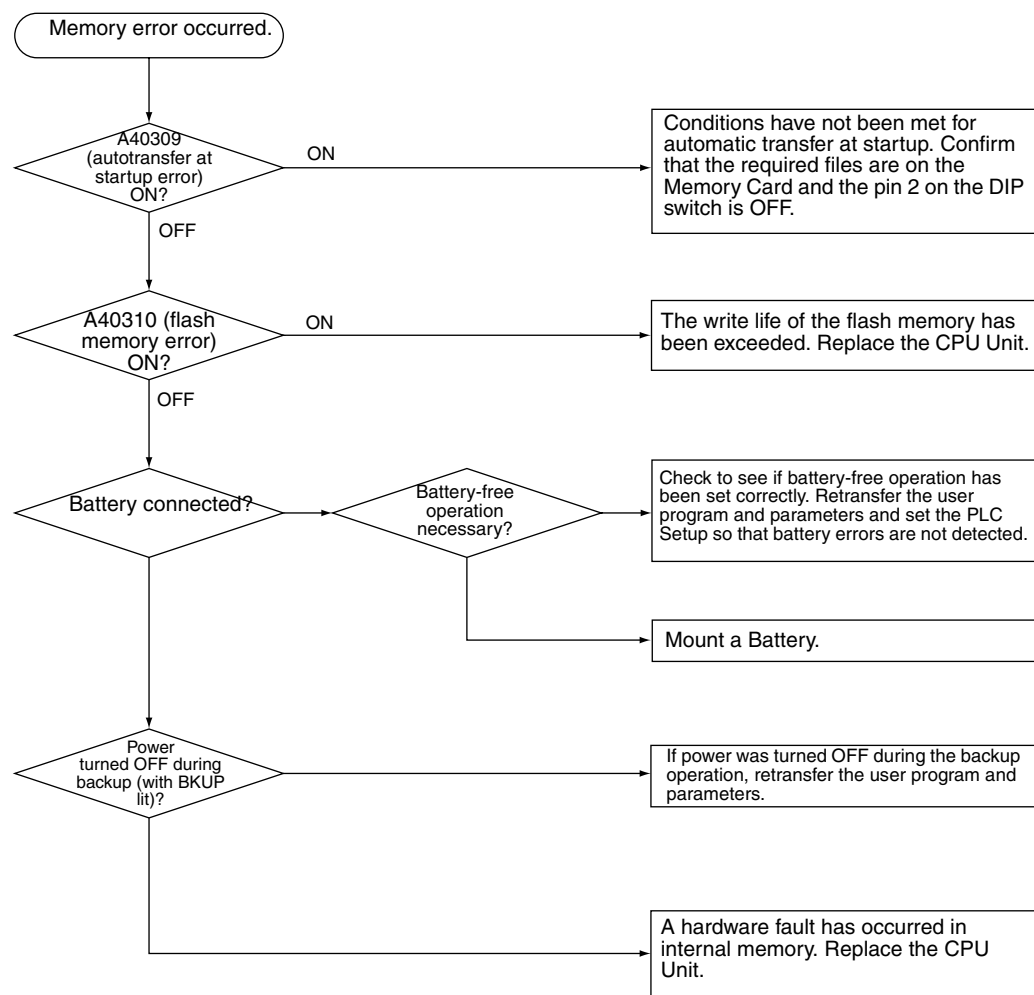 Memory error occurred.
A40309
(autotransfer at
startup error)
ON?
ON
Conditions have not been met for
automatic transfer at startup. Confirm
that the required files are on the
Memory Card and the pin 2 on the DIP
switch is OFF.
OFF
A40310 (flash
memory error)
ON?
ON
The write life of the flash memory has
been exceeded. Replace the CPU Unit.
OFF
Battery connected?
Battery-free
operation
necessary?
Check to see if battery-free operation has
been set correctly. Retransfer the user
program and parameters and set the PLC
Setup so that battery errors are not detected.
Mount a Battery.
Power
turned OFF during
backup (with BKUP
lit)?
If power was turned OFF during the backup
operation, retransfer the user program and
parameters.
A hardware fault has occurred in
internal memory. Replace the CPU
Unit.